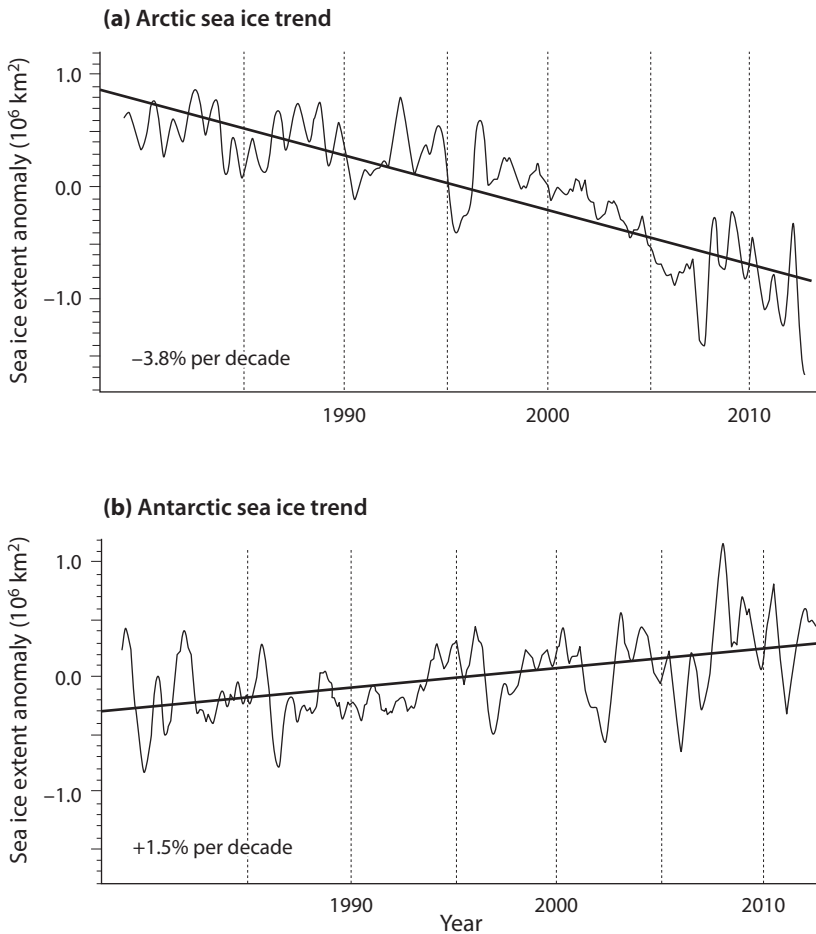 (a) Arctic sea ice trend
Sea ice extent anomaly (10⁶ km²)
1.0
0.0
−1.0
−3.8% per decade
1990 2000 2010
(b) Antarctic sea ice trend
Sea ice extent anomaly (10⁶ km²)
1.0
0.0
−1.0
+1.5% per decade
1990 2000 2010
Year